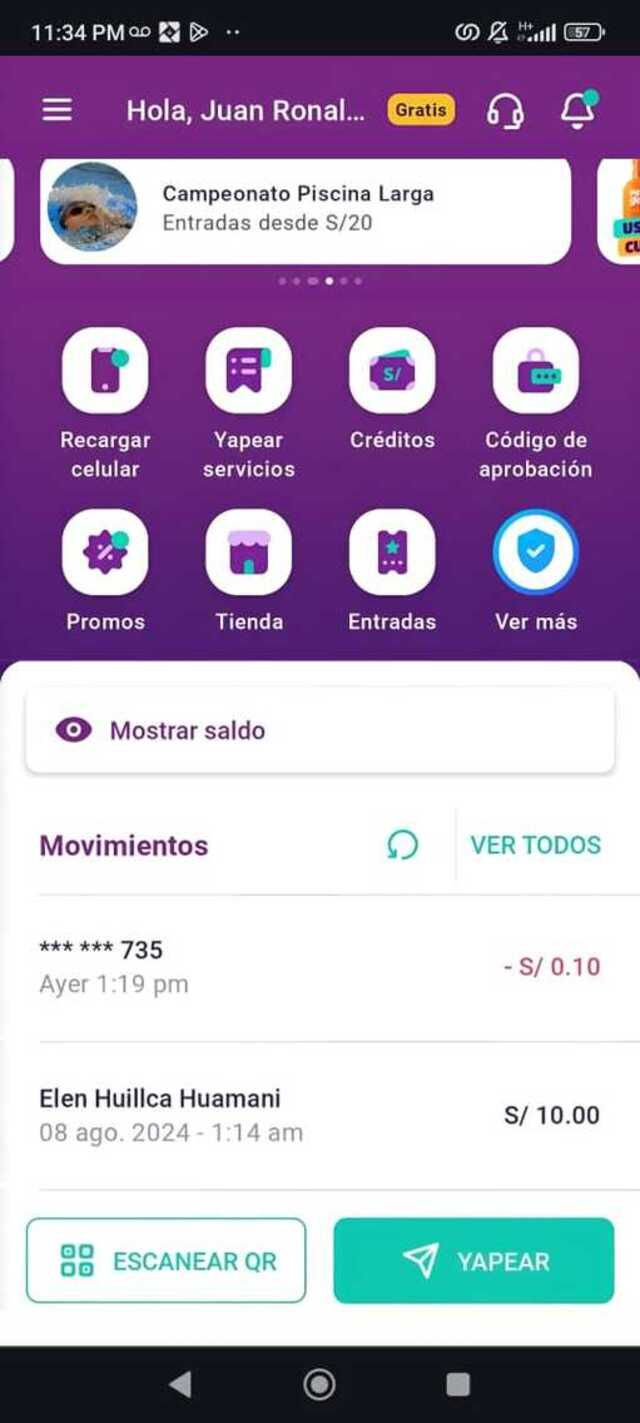 11:34 PM
H+
57
Hola, Juan Ronal...
Gratis
Campeonato Piscina Larga
Entradas desde S/20
Recargar
celular
Yapear
servicios
S/
Créditos
Código de
aprobación
Promos
Tienda
Entradas
Ver más
Mostrar saldo
Movimientos
VER TODOS
*** *** 735
Ayer 1:19 pm
- S/ 0.10
Elen Huillca Huamani
08 ago. 2024 - 1:14 am
S/ 10.00
ESCANEAR QR
YAPEAR